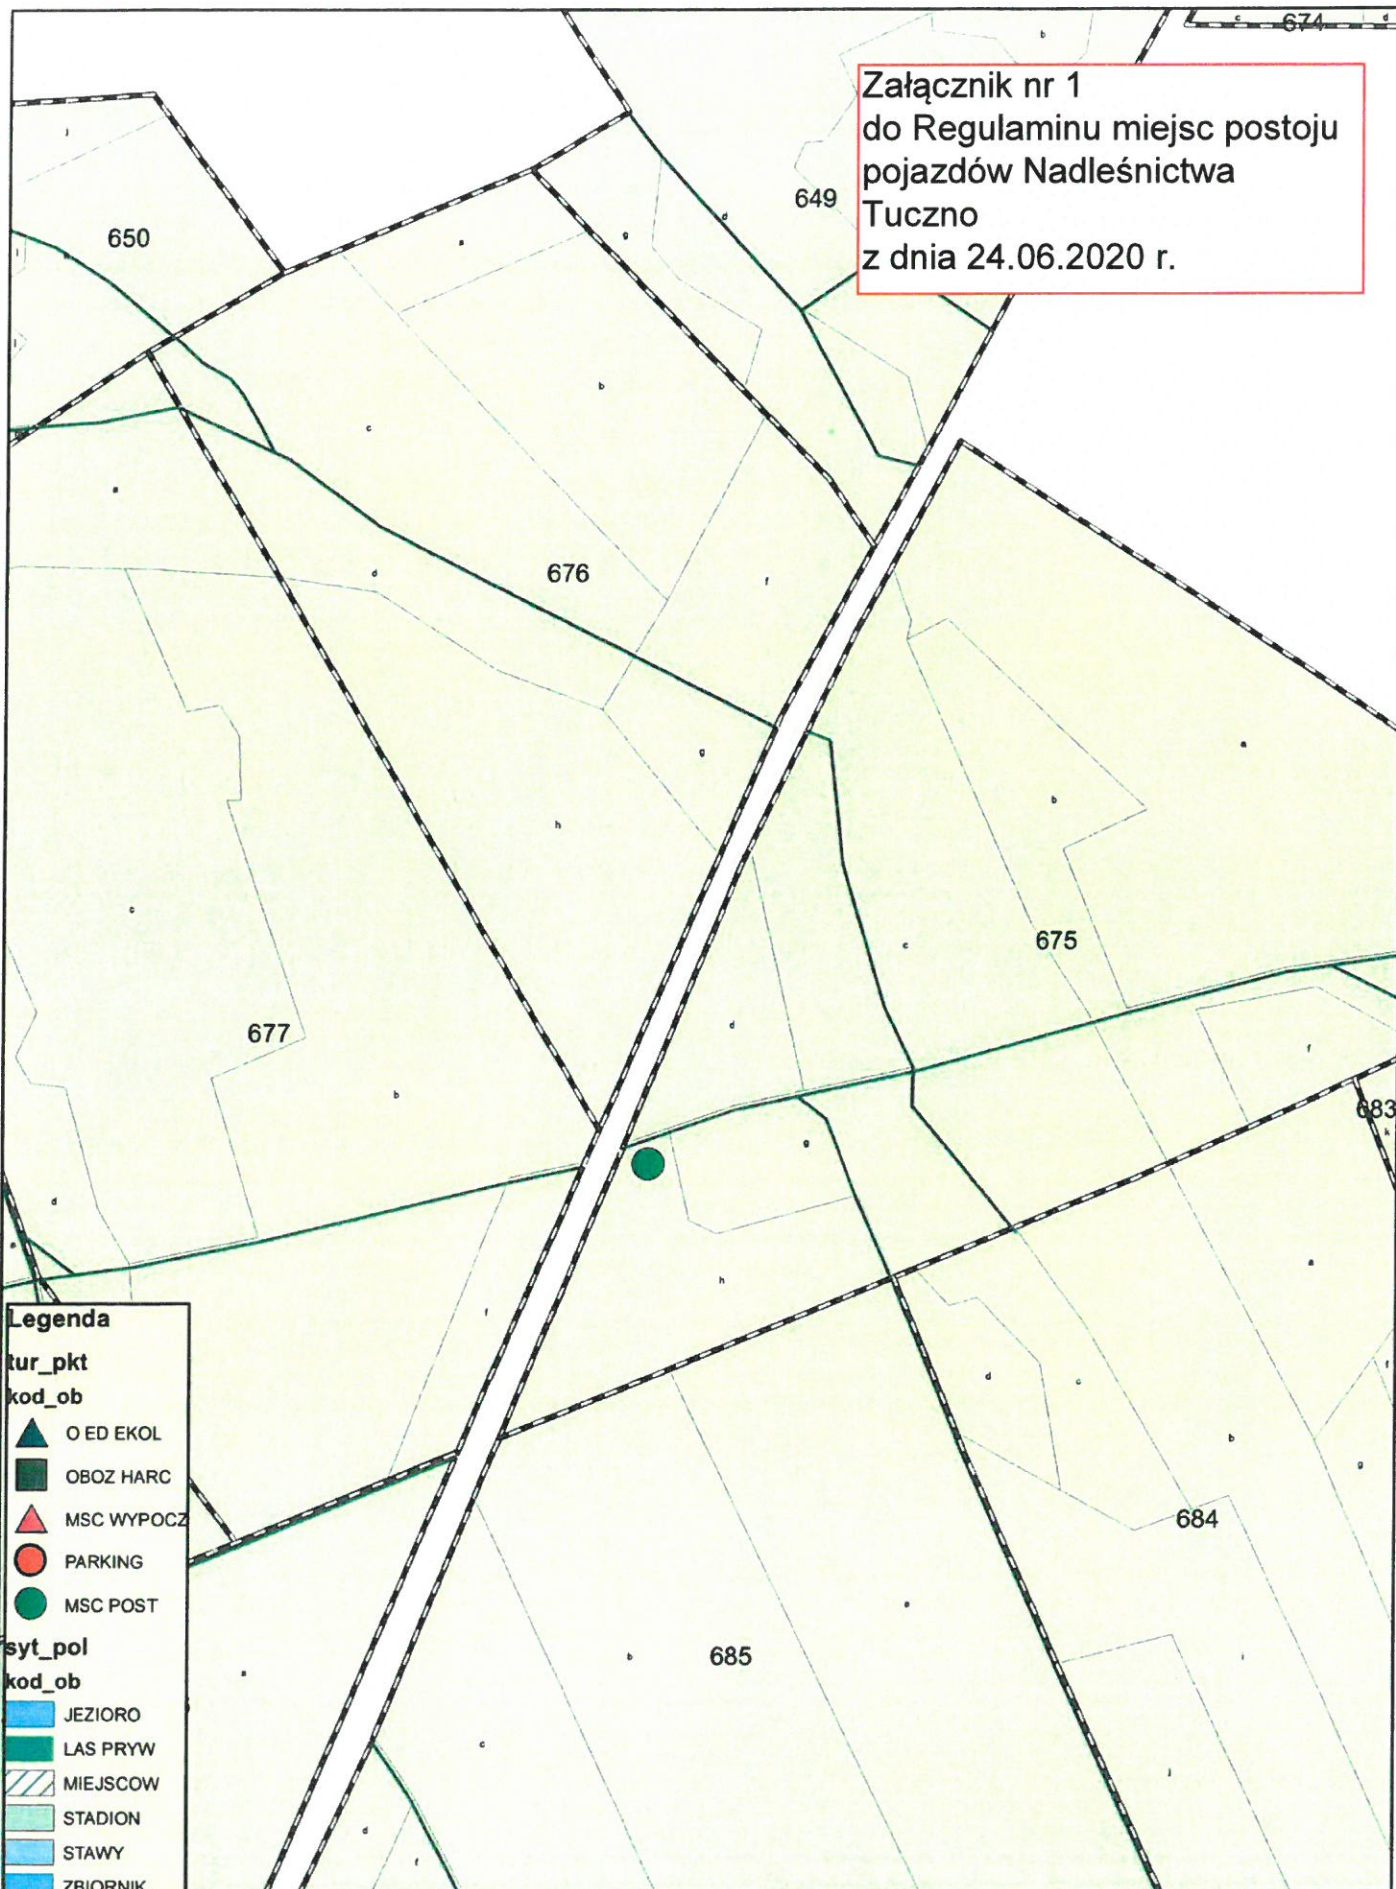 674
Załącznik nr 1
do Regulaminu miejsc postoju
pojazdów Nadleśnictwa
Tuczno
z dnia 24.06.2020 r.
649
650
676
675
677
683
684
685
Legenda
tur_pkt
kod_ob
O ED EKOL
OBOZ HARC
MSC WYPOCZ
PARKING
MSC POST
syt_pol
kod_ob
JEZIORO
LAS PRYW
MIEJSCOW
STADION
STAWY
ZBIORNIK